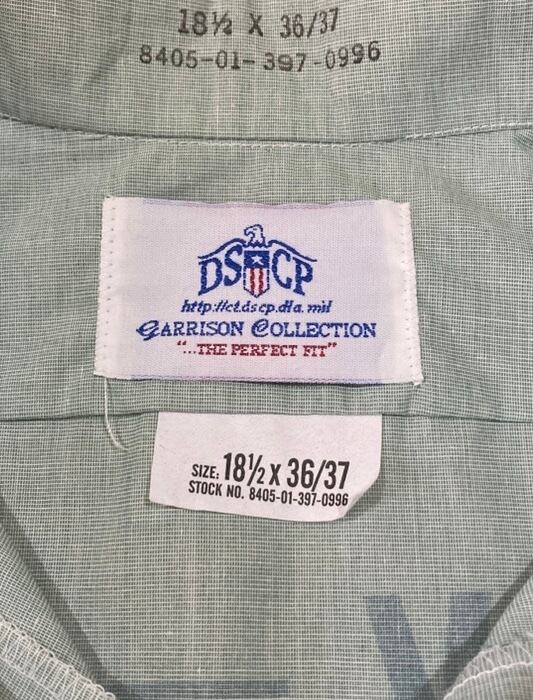 18½ X 36/37
8405-01-397-0996
DSCP
http://ct.dscp.dla.mil
GARRISON COLLECTION
"...THE PERFECT FIT"
SIZE: 18½ X 36/37
STOCK NO. 8405-01-397-0996